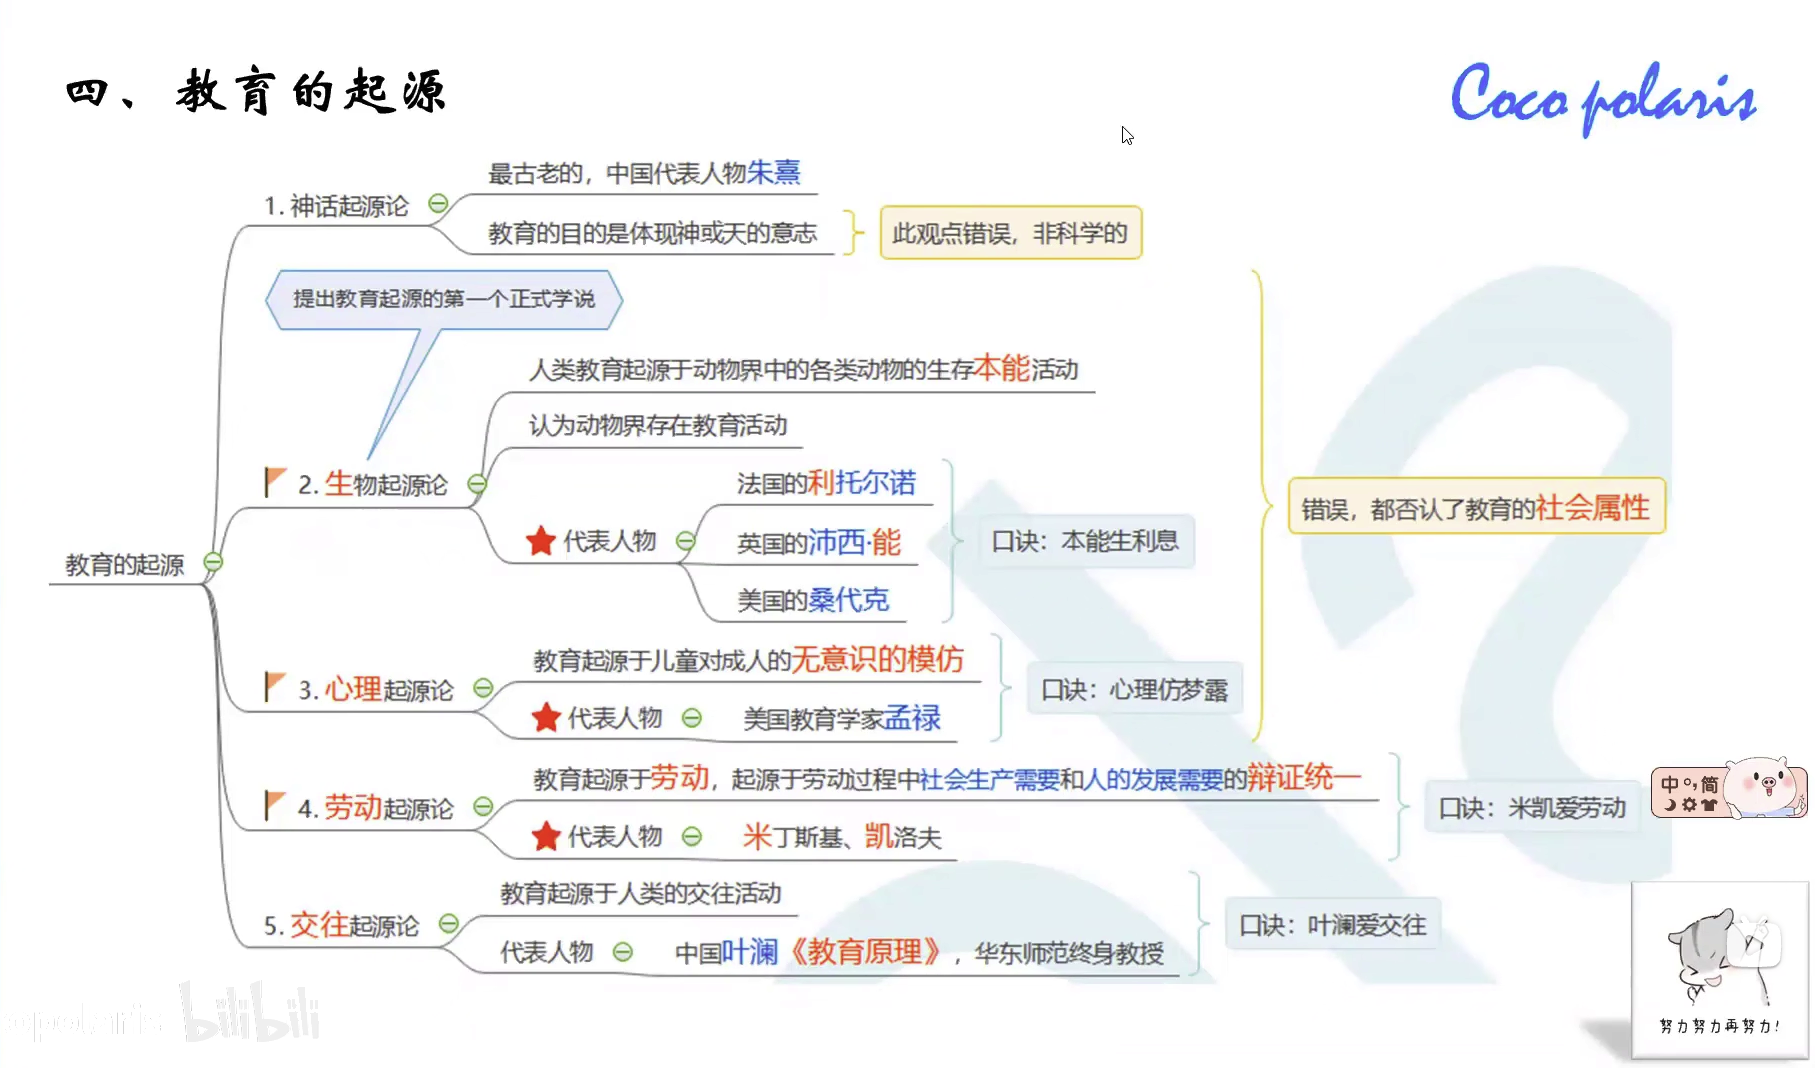 四、教育的起源
Coco polaris
最古老的，中国代表人物朱熹
1. 神话起源论
教育的目的是体现神或天的意志
此观点错误，非科学的
提出教育起源的第一个正式学说
人类教育起源于动物界中的各类动物的生存本能活动
认为动物界存在教育活动
2. 生物起源论
法国的利托尔诺
代表人物
英国的沛西·能
口诀：本能生利息
错误，都否认了教育的社会属性
美国的桑代克
教育的起源
教育起源于儿童对成人的无意识的模仿
3. 心理起源论
口诀：心理仿梦露
代表人物
美国教育学家孟禄
教育起源于劳动，起源于劳动过程中社会生产需要和人的发展需要的辩证统一
4. 劳动起源论
口诀：米凯爱劳动
代表人物
米丁斯基、凯洛夫
中 简
教育起源于人类的交往活动
5. 交往起源论
口诀：叶澜爱交往
代表人物
中国叶澜《教育原理》，华东师范终身教授
opolaris bilibili
努力努力再努力！